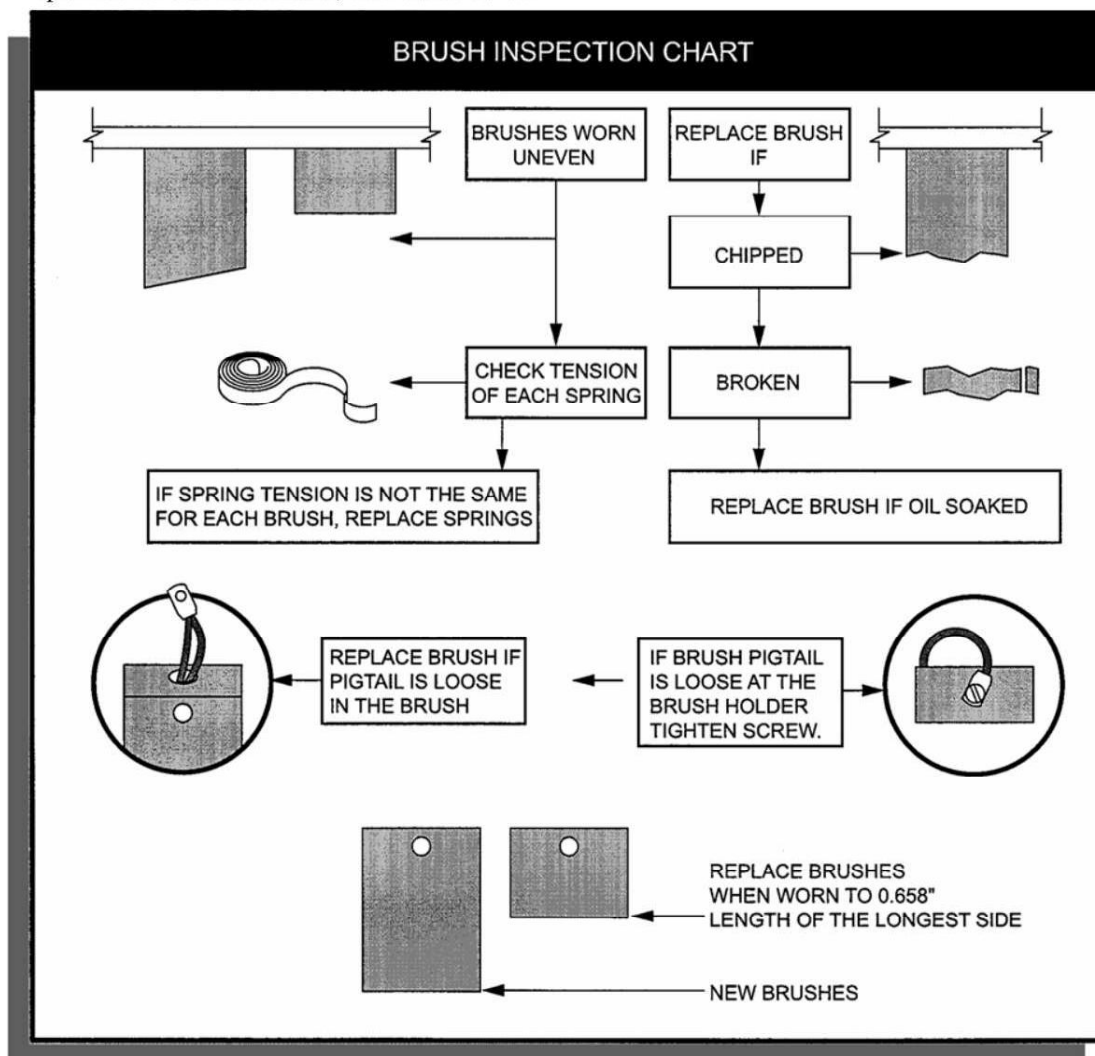 BRUSH INSPECTION CHART
BRUSHES WORN
UNEVEN
REPLACE BRUSH
IF
CHIPPED
CHECK TENSION
OF EACH SPRING
BROKEN
IF SPRING TENSION IS NOT THE SAME
FOR EACH BRUSH, REPLACE SPRINGS
REPLACE BRUSH IF OIL SOAKED
REPLACE BRUSH IF
PIGTAIL IS LOOSE
IN THE BRUSH
IF BRUSH PIGTAIL
IS LOOSE AT THE
BRUSH HOLDER
TIGHTEN SCREW.
REPLACE BRUSHES
WHEN WORN TO 0.658"
LENGTH OF THE LONGEST SIDE
NEW BRUSHES